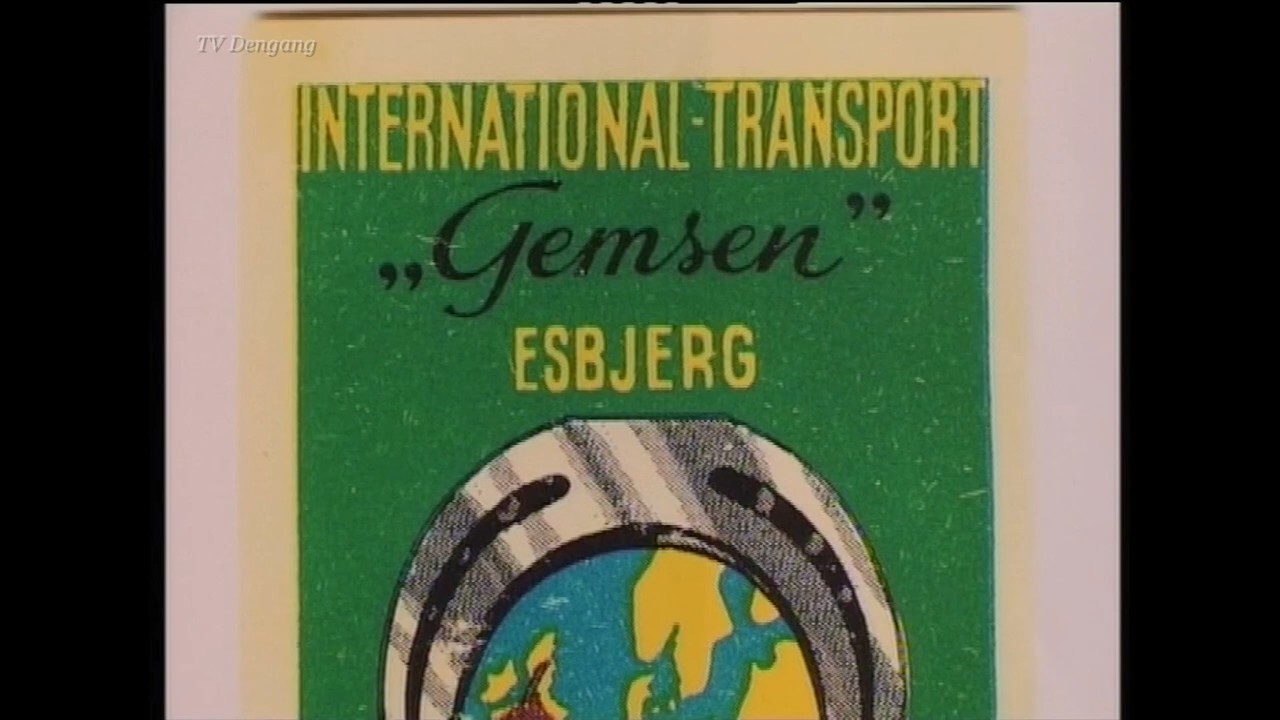 TV Dengang
INTERNATIONAL-TRANSPORT
„Gemsen”
ESBJERG